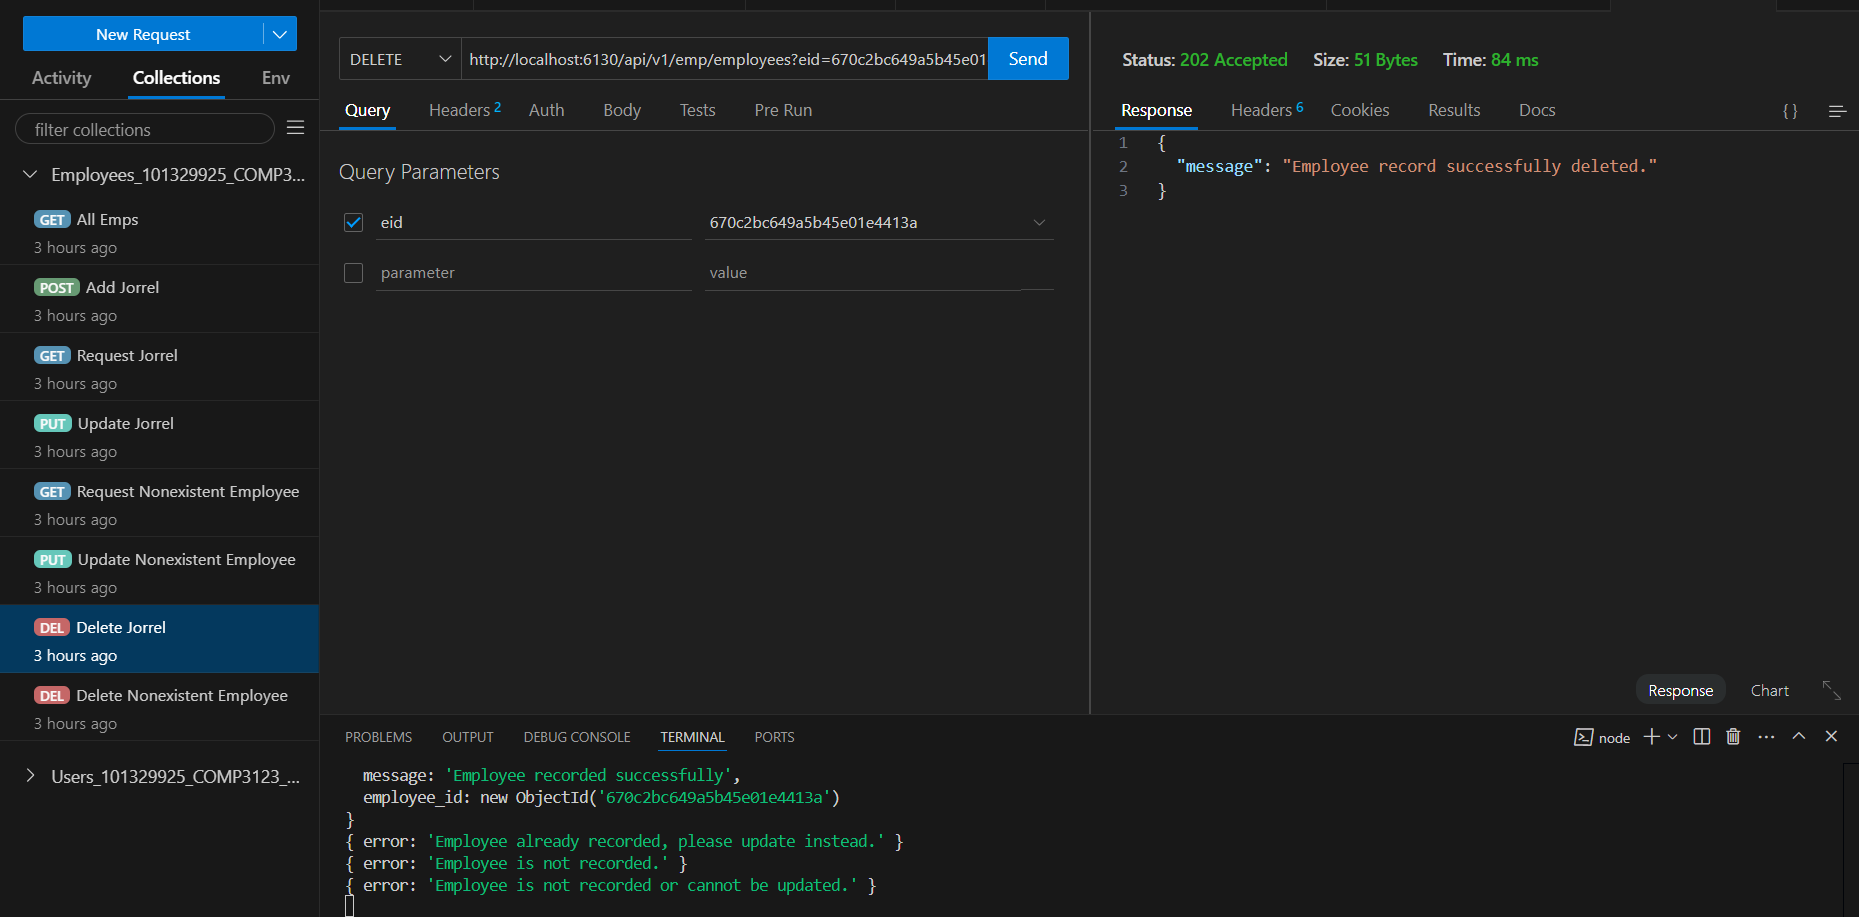 New Request
Activity Collections Env
filter collections
Employees_101329925_COMP3...
GET All Emps
3 hours ago
POST Add Jorrel
3 hours ago
GET Request Jorrel
3 hours ago
PUT Update Jorrel
3 hours ago
GET Request Nonexistent Employee
3 hours ago
PUT Update Nonexistent Employee
3 hours ago
DEL Delete Jorrel
3 hours ago
DEL Delete Nonexistent Employee
3 hours ago
Users_101329925_COMP3123_...
DELETE http://localhost:6130/api/v1/emp/employees?eid=670c2bc649a5b45e01 Send
Query Headers 2 Auth Body Tests Pre Run
Query Parameters
eid 670c2bc649a5b45e01e4413a
parameter value
Status: 202 Accepted Size: 51 Bytes Time: 84 ms
Response Headers 6 Cookies Results Docs {}
1 {
2 "message": "Employee record successfully deleted."
3 }
Response Chart
PROBLEMS OUTPUT DEBUG CONSOLE TERMINAL PORTS node
message: 'Employee recorded successfully',
employee_id: new ObjectId('670c2bc649a5b45e01e4413a')
}
{ error: 'Employee already recorded, please update instead.' }
{ error: 'Employee is not recorded.' }
{ error: 'Employee is not recorded or cannot be updated.' }